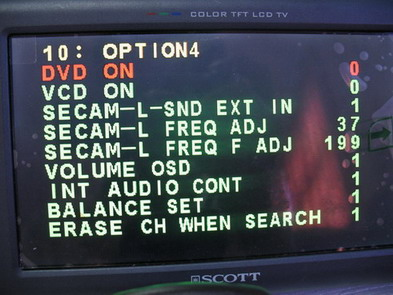 COLOR TFT LCD TV
10: OPTION4
DVD ON 0
VCD ON 0
SECAM-L-SND EXT IN 1
SECAM-L FREQ ADJ 37
SECAM-L FREQ F ADJ 199
VOLUME OSD 1
INT AUDIO CONT 1
BALANCE SET 1
ERASE CH WHEN SEARCH 1
SCOTT